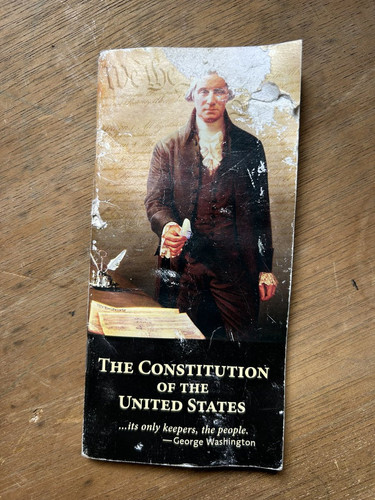 We the
THE CONSTITUTION
OF THE
UNITED STATES
...its only keepers, the people.
—George Washington